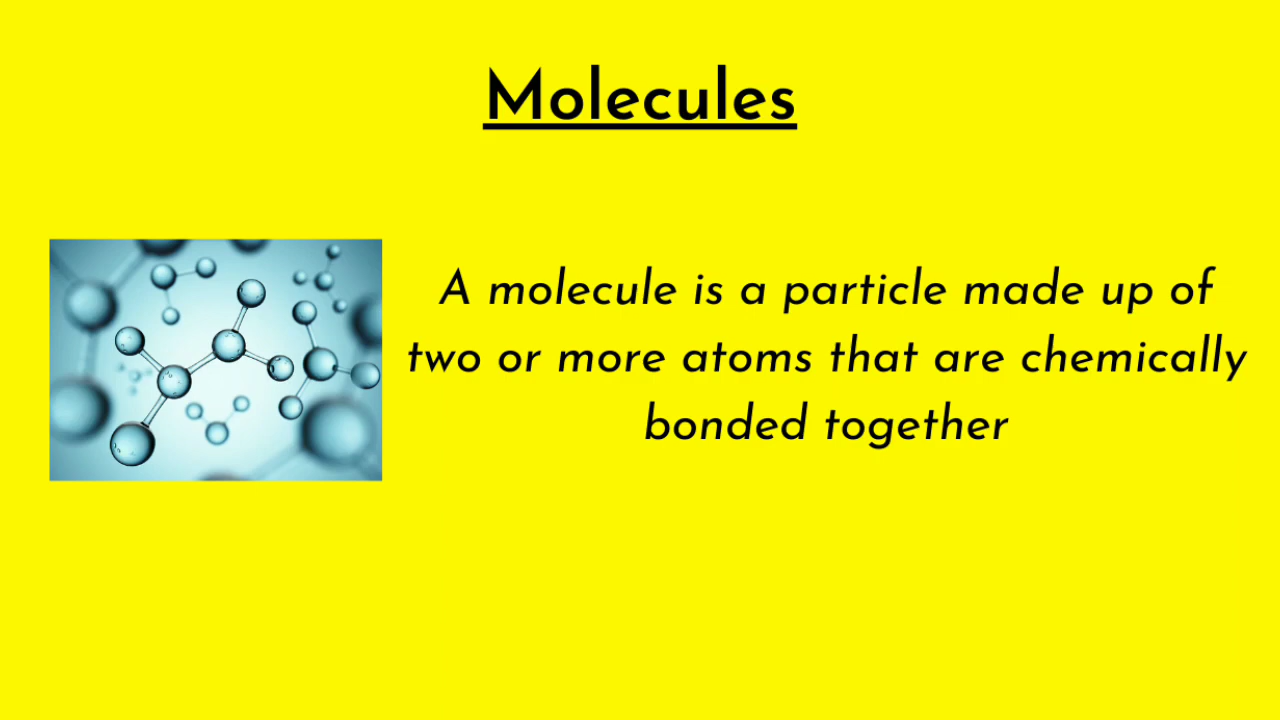 Molecules
A molecule is a particle made up of
two or more atoms that are chemically
bonded together